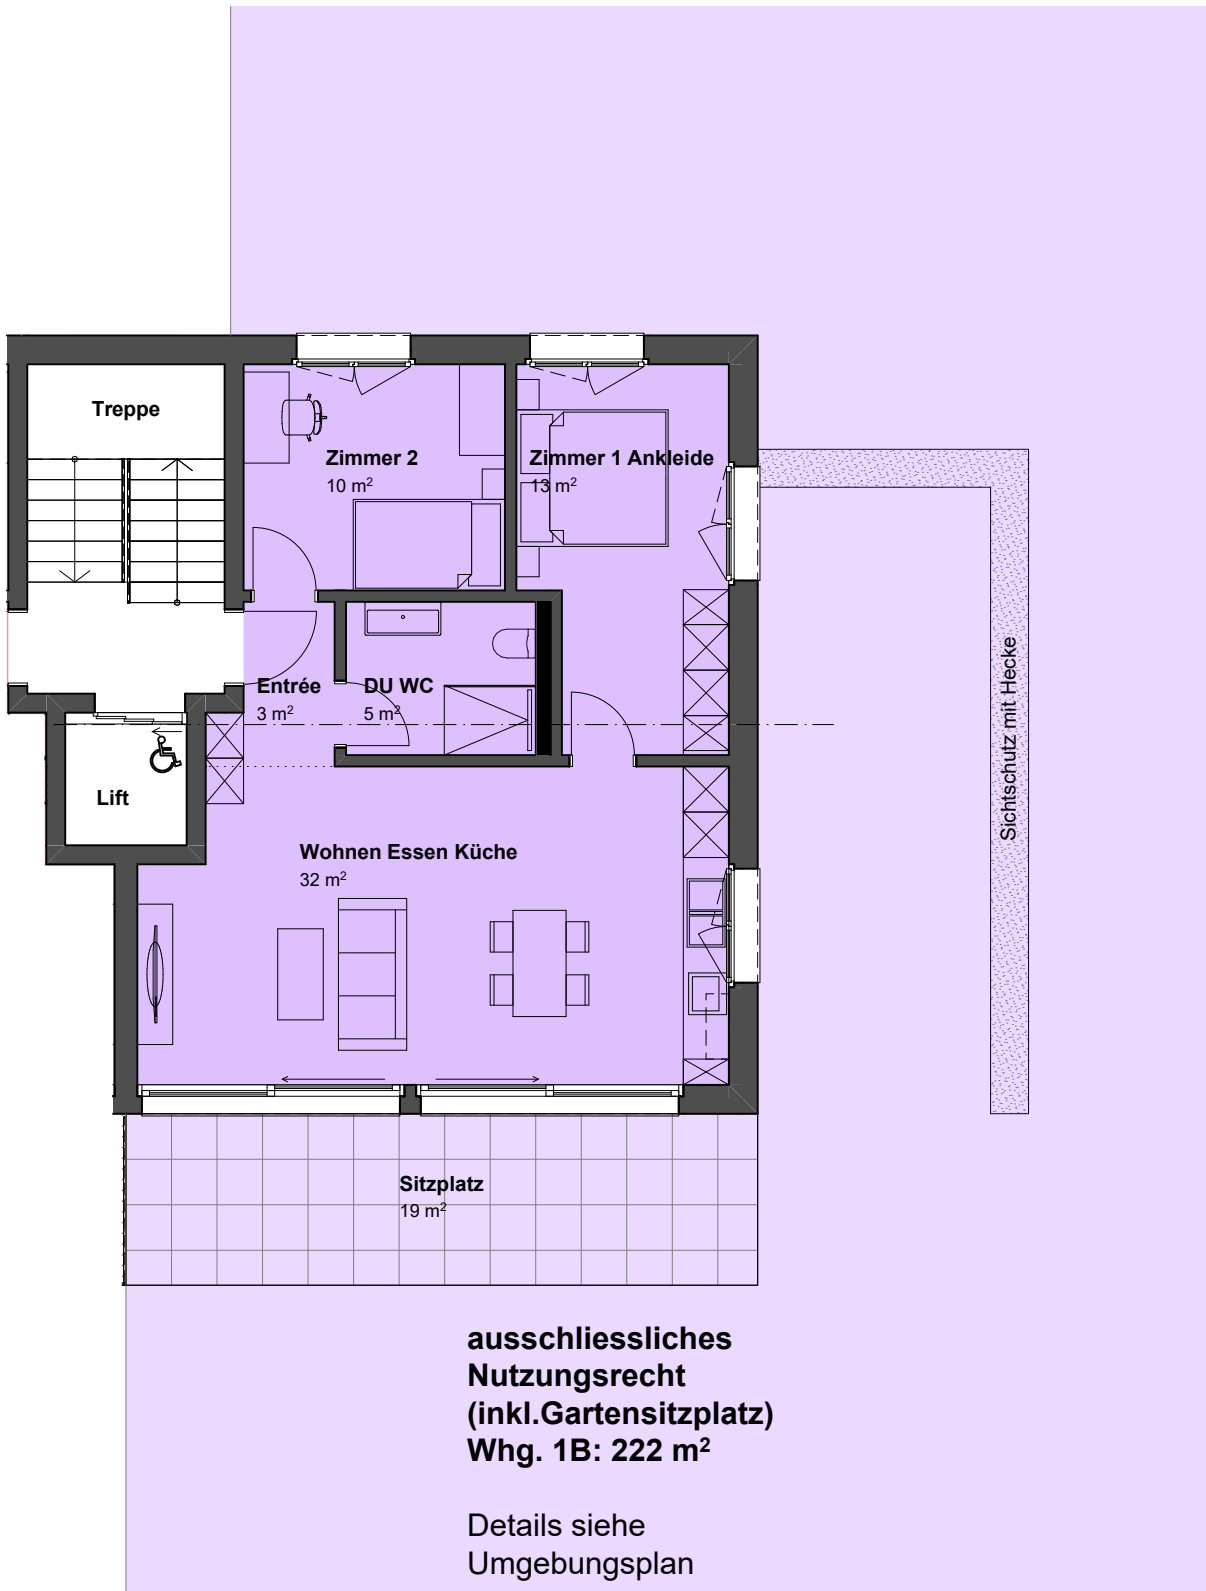 Treppe
Zimmer 2
10 m²
Zimmer 1 Ankleide
13 m²
Entrée
3 m²
DU WC
5 m²
Lift
Sichtschutz mit Hecke
Wohnen Essen Küche
32 m²
Sitzplatz
19 m²
ausschliessliches
Nutzungsrecht
(inkl.Gartensitzplatz)
Whg. 1B: 222 m²
Details siehe
Umgebungsplan